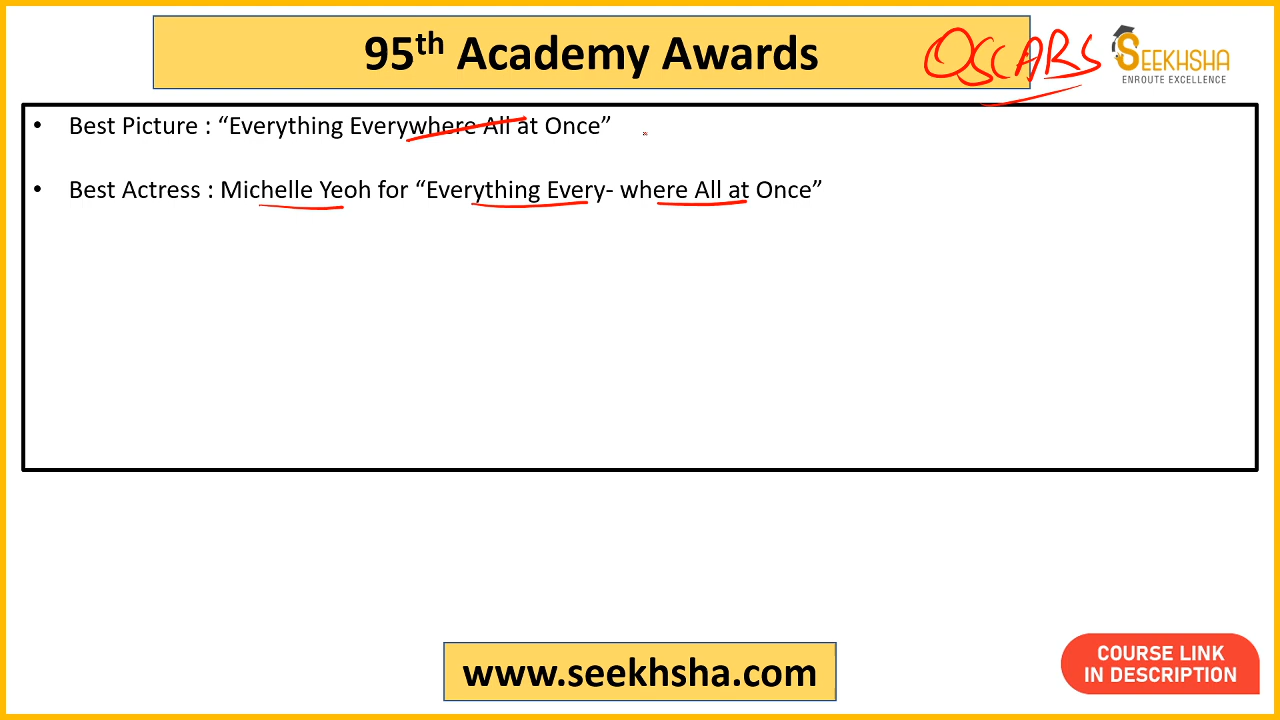 95th Academy Awards
OSCARS
SEEKHSHA
ENROUTE EXCELLENCE
• Best Picture : “Everything Everywhere All at Once”
• Best Actress : Michelle Yeoh for “Everything Every- where All at Once”
www.seekhsha.com
COURSE LINK
IN DESCRIPTION